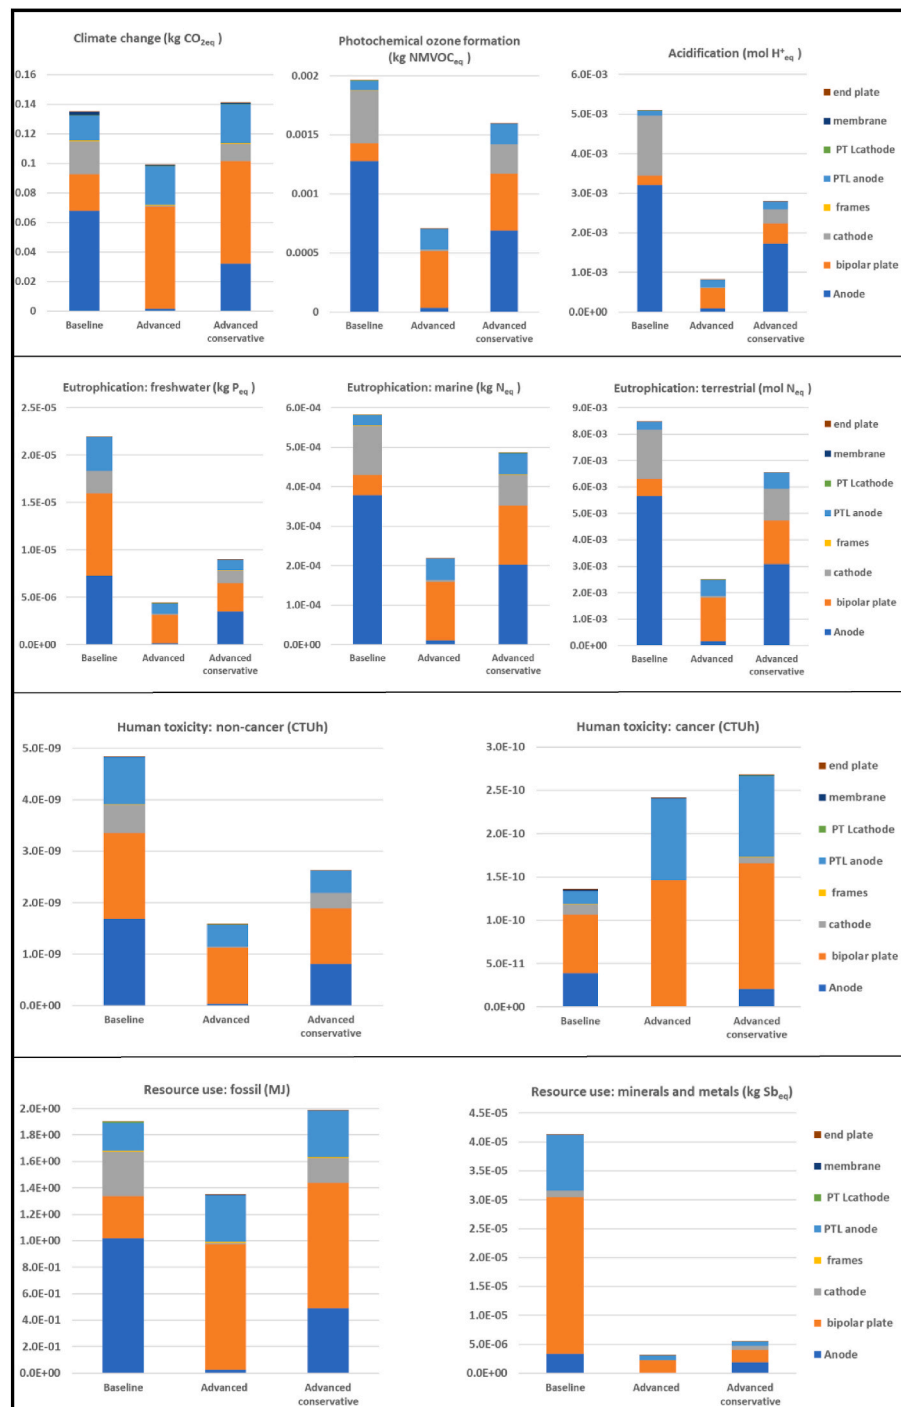 Climate change (kg CO2eq )
0.16
0.14
0.12
0.1
0.08
0.06
0.04
0.02
0
Baseline
Advanced
Advanced
conservative
Photochemical ozone formation
(kg NMVOCeq )
0.002
0.0015
0.001
0.0005
0
Baseline
Advanced
Advanced
conservative
Acidification (mol H+eq )
6.0E-03
5.0E-03
4.0E-03
3.0E-03
2.0E-03
1.0E-03
0.0E+00
Baseline
Advanced
Advanced
conservative
end plate
membrane
PT Lcathode
PTL anode
frames
cathode
bipolar plate
Anode
Eutrophication: freshwater (kg Peq )
2.5E-05
2.0E-05
1.5E-05
1.0E-05
5.0E-06
0.0E+00
Baseline
Advanced
Advanced
conservative
Eutrophication: marine (kg Neq )
6.0E-04
5.0E-04
4.0E-04
3.0E-04
2.0E-04
1.0E-04
0.0E+00
Baseline
Advanced
Advanced
conservative
Eutrophication: terrestrial (mol Neq )
9.0E-03
8.0E-03
7.0E-03
6.0E-03
5.0E-03
4.0E-03
3.0E-03
2.0E-03
1.0E-03
0.0E+00
Baseline
Advanced
Advanced
conservative
end plate
membrane
PT Lcathode
PTL anode
frames
cathode
bipolar plate
Anode
Human toxicity: non-cancer (CTUh)
5.0E-09
4.0E-09
3.0E-09
2.0E-09
1.0E-09
0.0E+00
Baseline
Advanced
Advanced
conservative
Human toxicity: cancer (CTUh)
3.0E-10
2.5E-10
2.0E-10
1.5E-10
1.0E-10
5.0E-11
0.0E+00
Baseline
Advanced
Advanced
conservative
end plate
membrane
PT Lcathode
PTL anode
frames
cathode
bipolar plate
Anode
Resource use: fossil (MJ)
2.0E+00
1.8E+00
1.6E+00
1.4E+00
1.2E+00
1.0E+00
8.0E-01
6.0E-01
4.0E-01
2.0E-01
0.0E+00
Baseline
Advanced
Advanced
conservative
Resource use: minerals and metals (kg Sbeq)
4.5E-05
4.0E-05
3.5E-05
3.0E-05
2.5E-05
2.0E-05
1.5E-05
1.0E-05
5.0E-06
0.0E+00
Baseline
Advanced
Advanced
conservative
end plate
membrane
PT Lcathode
PTL anode
frames
cathode
bipolar plate
Anode